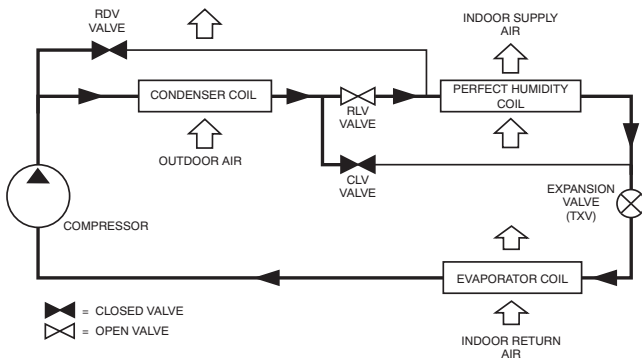 RDV
VALVE
INDOOR SUPPLY
AIR
CONDENSER COIL
RLV
VALVE
PERFECT HUMIDITY
COIL
OUTDOOR AIR
CLV
VALVE
COMPRESSOR
EXPANSION
VALVE
(TXV)
EVAPORATOR COIL
= CLOSED VALVE
= OPEN VALVE
INDOOR RETURN
AIR